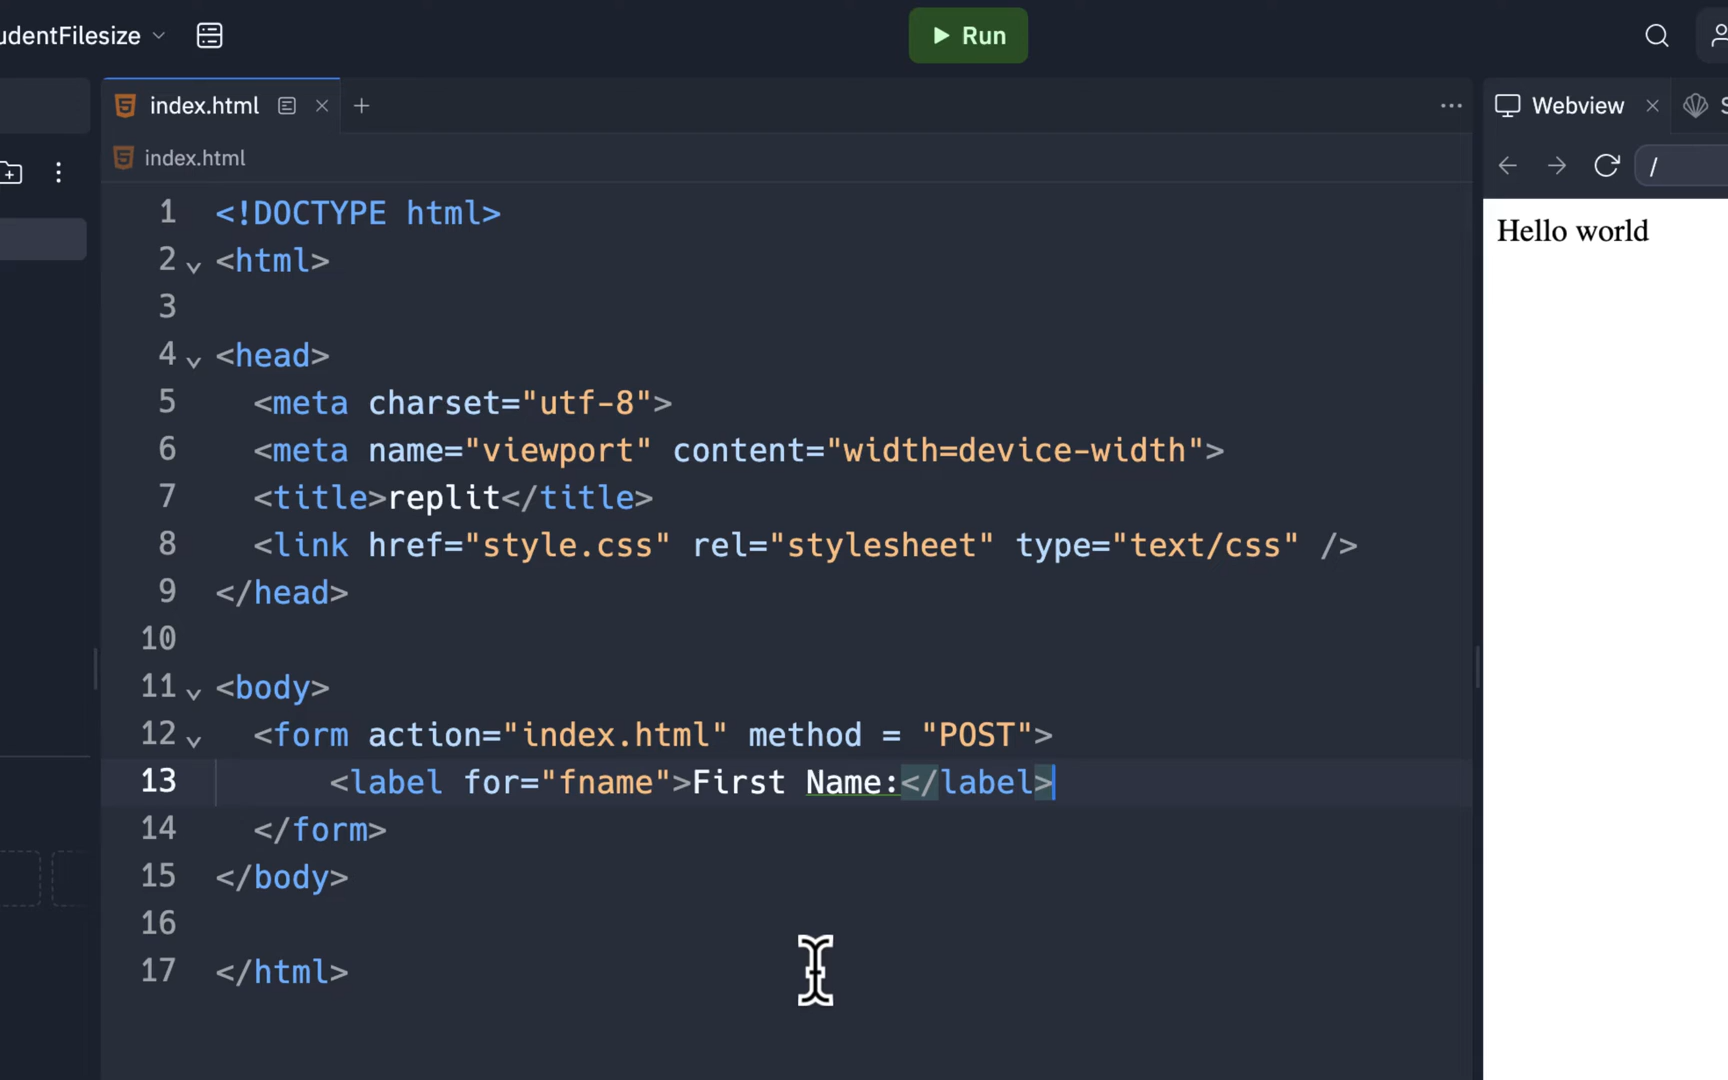 udentFilesize
Run
index.html
Webview
index.html
/
Hello world
1 <!DOCTYPE html>
2 <html>
3
4 <head>
5   <meta charset="utf-8">
6   <meta name="viewport" content="width=device-width">
7   <title>replit</title>
8   <link href="style.css" rel="stylesheet" type="text/css" />
9 </head>
10
11 <body>
12   <form action="index.html" method = "POST">
13       <label for="fname">First Name:</label>
14   </form>
15 </body>
16
17 </html>